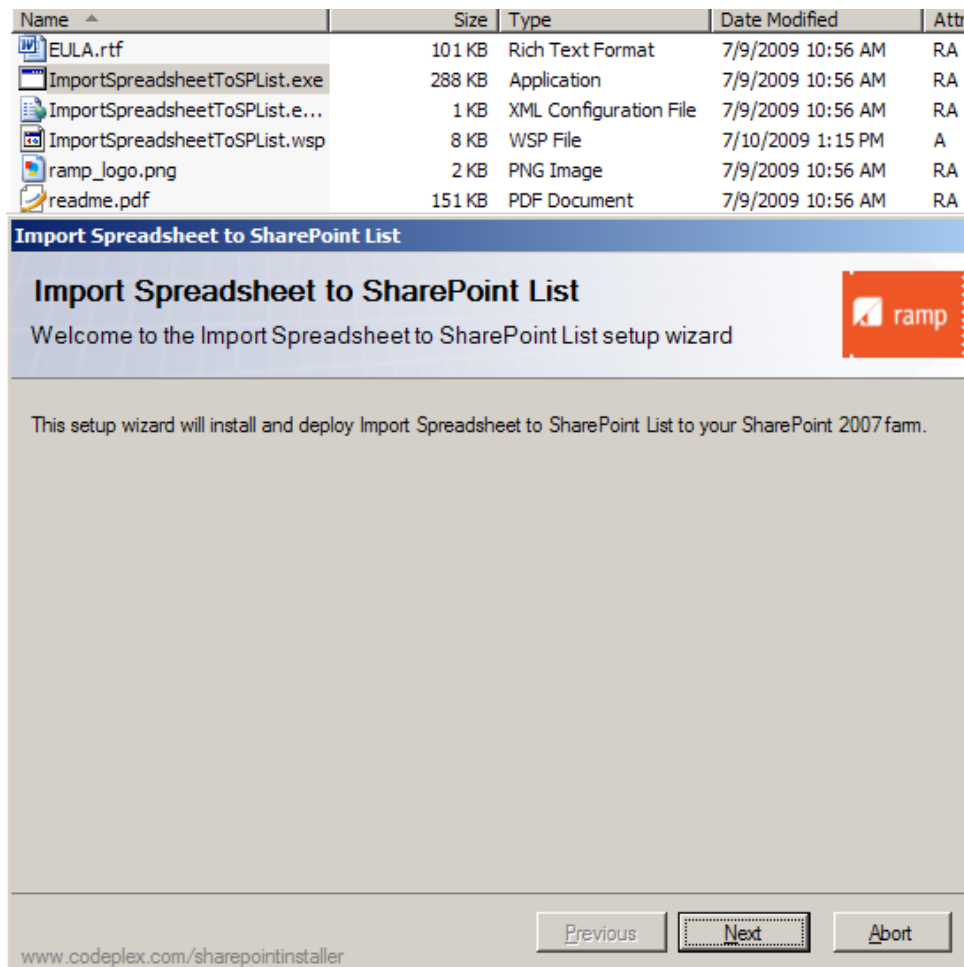 Name Size Type Date Modified Attr
EULA.rtf 101 KB Rich Text Format 7/9/2009 10:56 AM RA
ImportSpreadsheetToSPList.exe 288 KB Application 7/9/2009 10:56 AM RA
ImportSpreadsheetToSPList.e... 1 KB XML Configuration File 7/9/2009 10:56 AM RA
ImportSpreadsheetToSPList.wsp 8 KB WSP File 7/10/2009 1:15 PM A
ramp_logo.png 2 KB PNG Image 7/9/2009 10:56 AM RA
readme.pdf 151 KB PDF Document 7/9/2009 10:56 AM RA
Import Spreadsheet to SharePoint List
Import Spreadsheet to SharePoint List
ramp
Welcome to the Import Spreadsheet to SharePoint List setup wizard
This setup wizard will install and deploy Import Spreadsheet to SharePoint List to your SharePoint 2007 farm.
Previous Next Abort
www.codeplex.com/sharepointinstaller